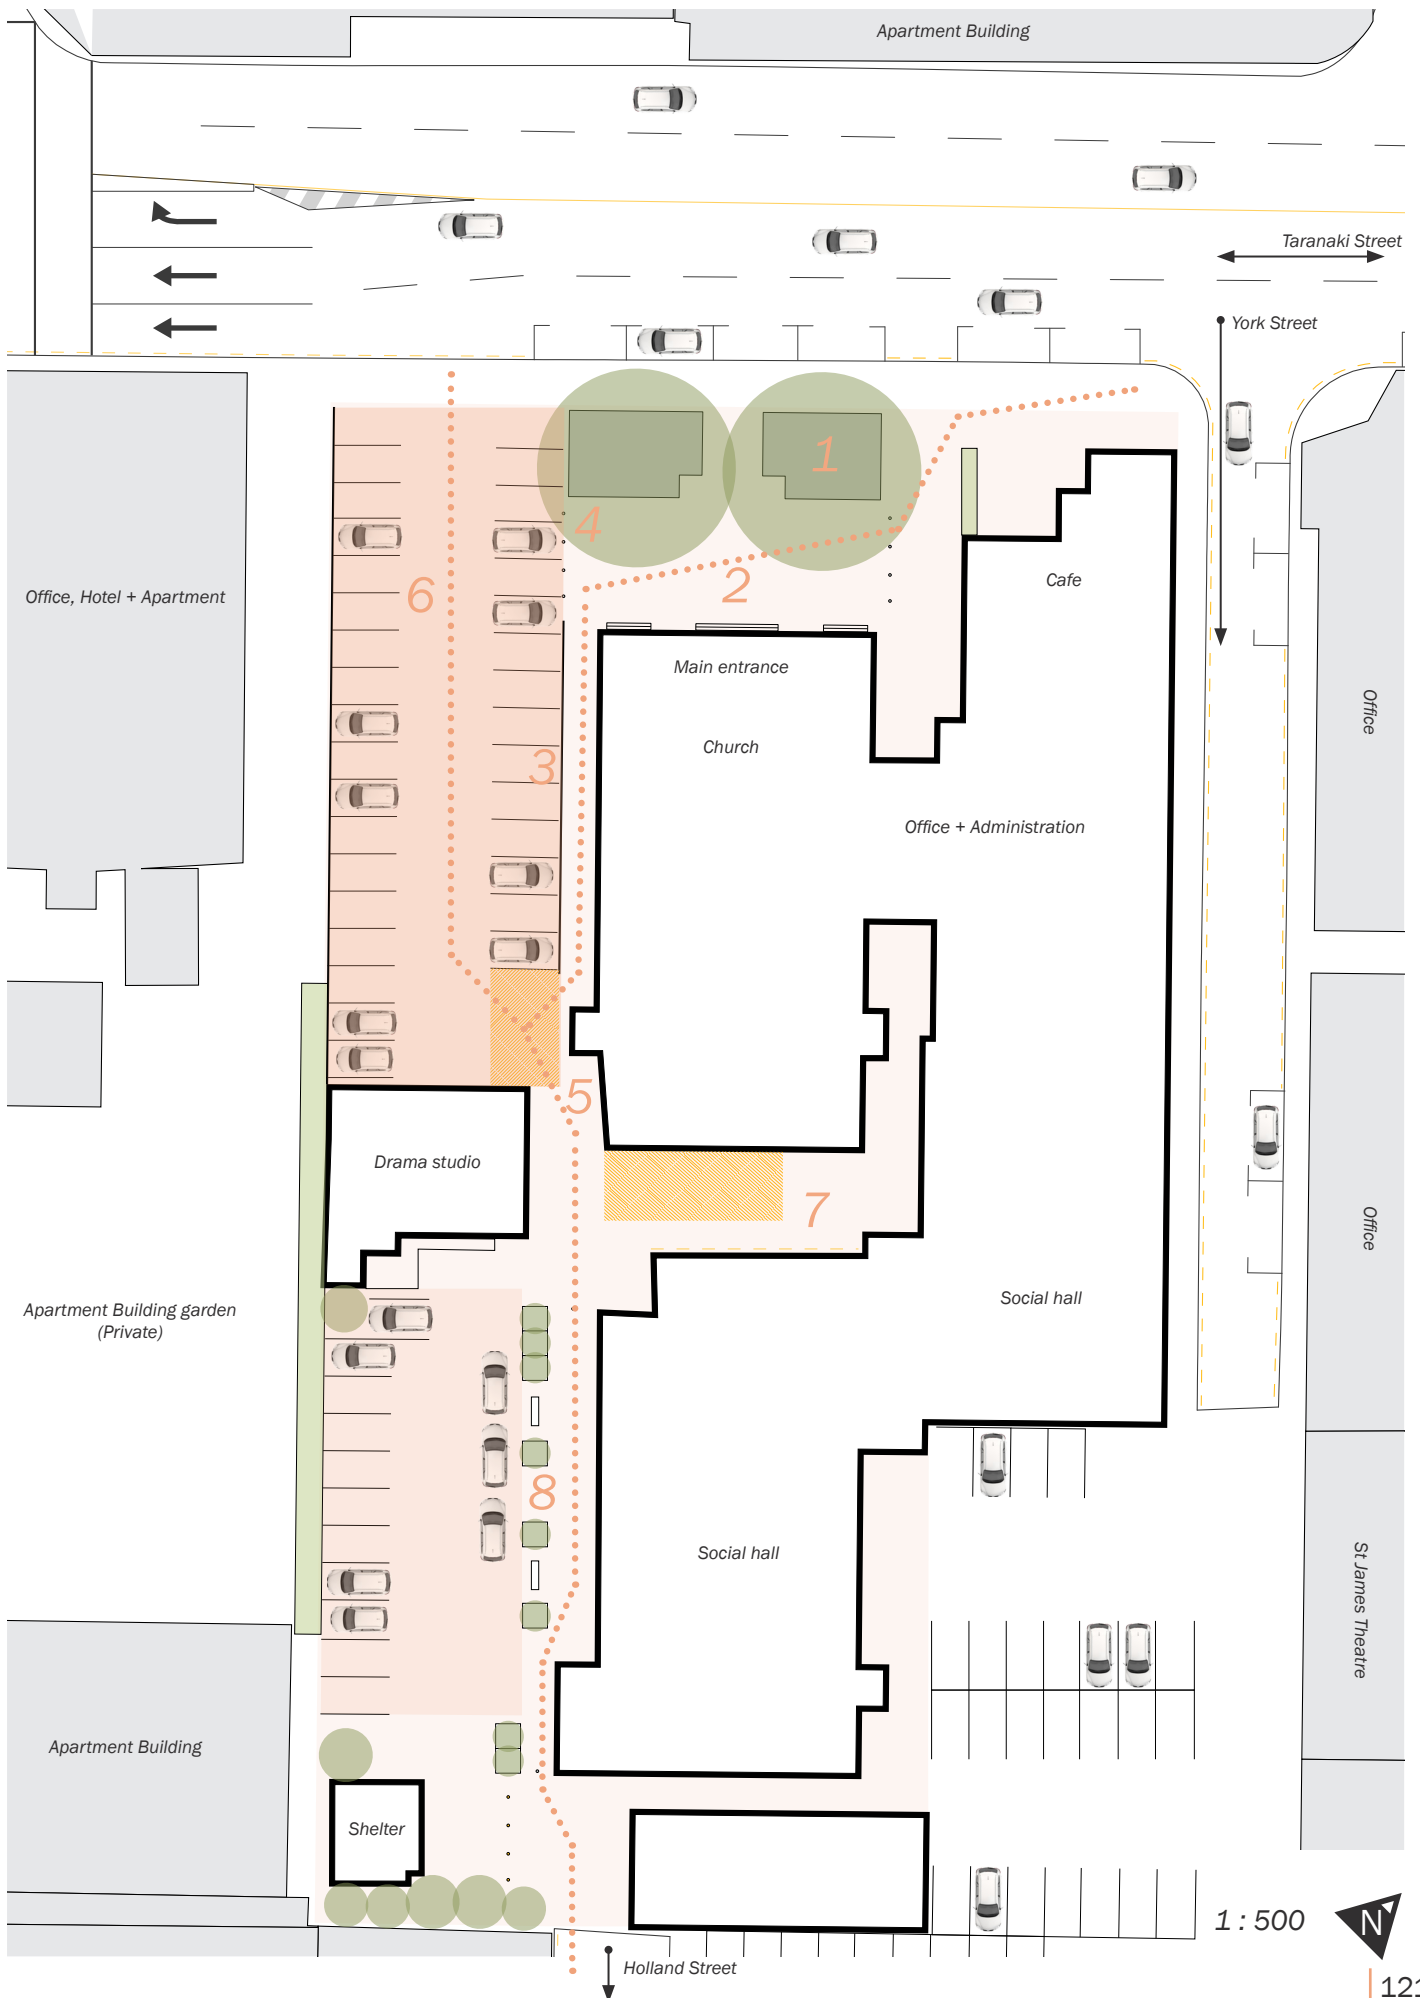 Apartment Building
Taranaki Street
York Street
1
4
2
6
Cafe
Office, Hotel + Apartment
Main entrance
Office
Church
3
Office + Administration
5
Drama studio
7
Office
Social hall
Apartment Building garden
(Private)
8
Social hall
St James Theatre
Apartment Building
Shelter
1 : 500
N
Holland Street
121